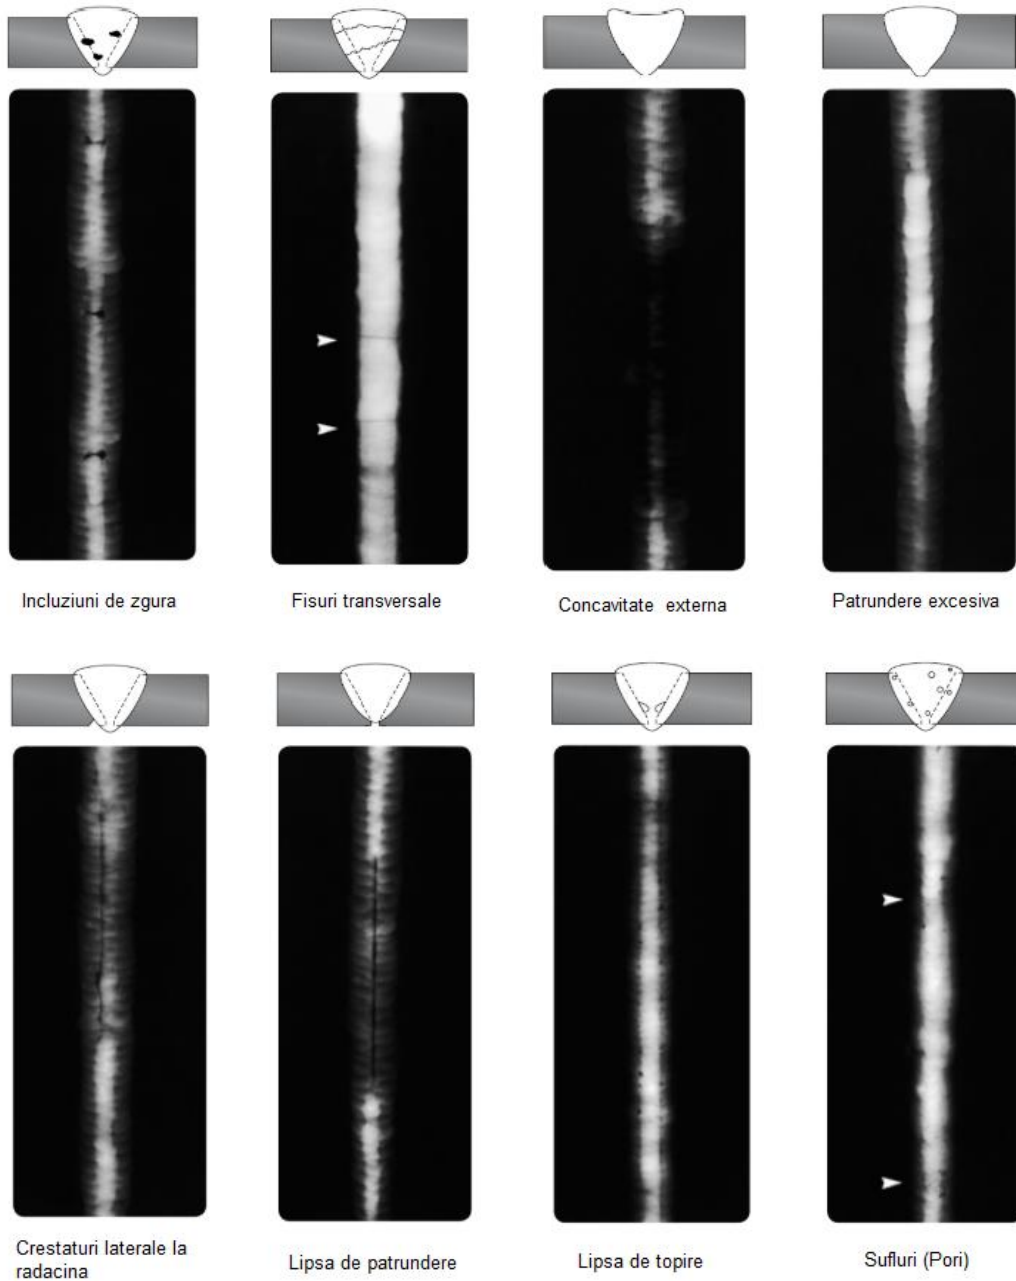 Incluziuni de zgura
Fisuri transversale
Concavitate externa
Patrundere excesiva
Crestaturi laterale la
radacina
Lipsa de patrundere
Lipsa de topire
Sufluri (Pori)